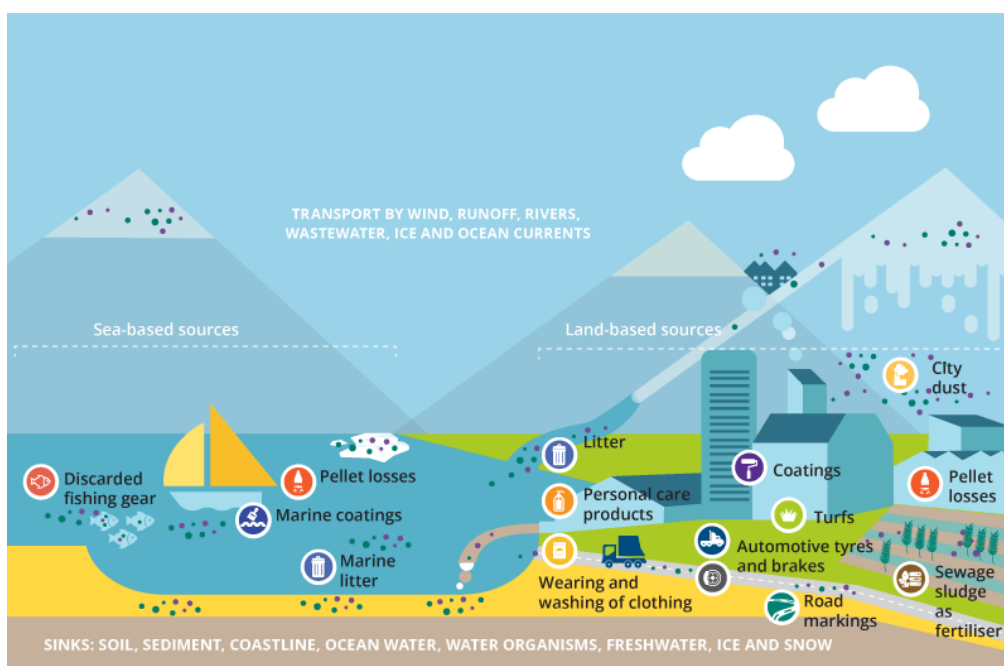 TRANSPORT BY WIND, RUNOFF, RIVERS,
WASTEWATER, ICE AND OCEAN CURRENTS
Sea-based sources
Land-based sources
City
dust
Litter
Discarded
fishing gear
Pellet losses
Coatings
Pellet
losses
Marine coatings
Personal care
products
Turfs
Marine
litter
Automotive tyres
and brakes
Wearing and
washing of clothing
Road
markings
Sewage
sludge
as
fertiliser
SINKS: SOIL, SEDIMENT, COASTLINE, OCEAN WATER, WATER ORGANISMS, FRESHWATER, ICE AND SNOW